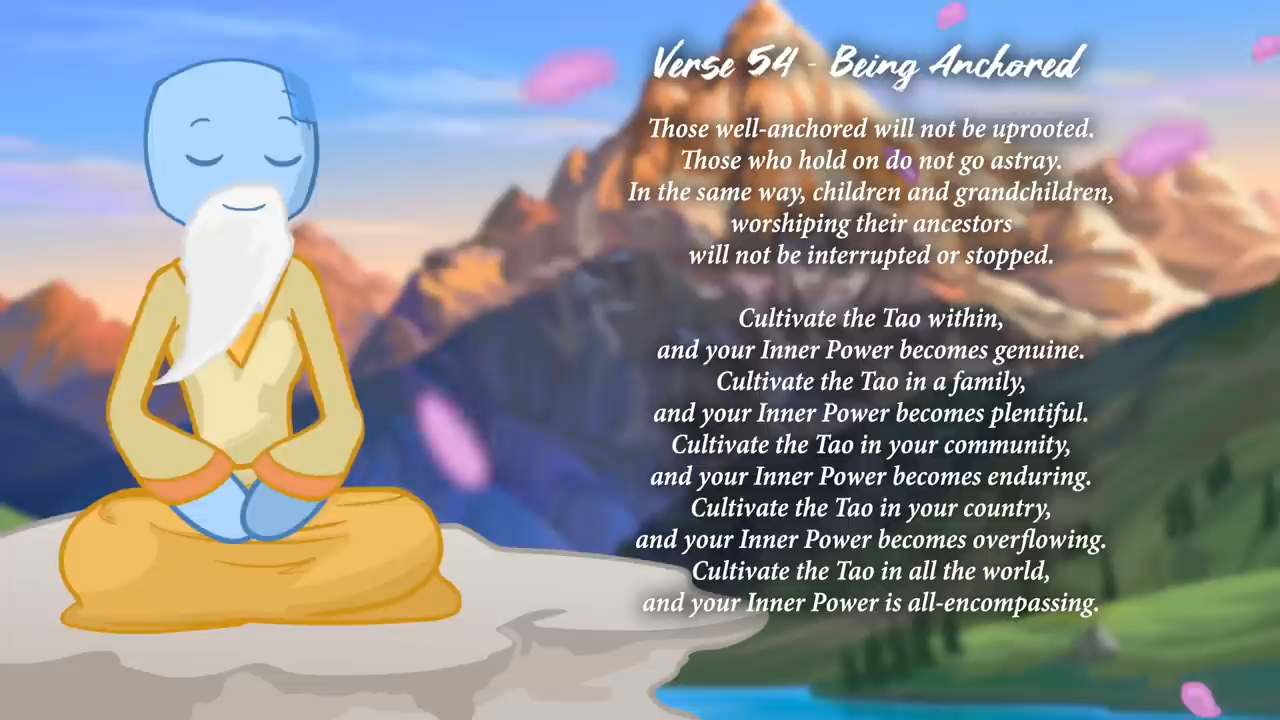 Verse 54 - Being Anchored
Those well-anchored will not be uprooted.
Those who hold on do not go astray.
In the same way, children and grandchildren,
worshiping their ancestors
will not be interrupted or stopped.
Cultivate the Tao within,
and your Inner Power becomes genuine.
Cultivate the Tao in a family,
and your Inner Power becomes plentiful.
Cultivate the Tao in your community,
and your Inner Power becomes enduring.
Cultivate the Tao in your country,
and your Inner Power becomes overflowing.
Cultivate the Tao in all the world,
and your Inner Power is all-encompassing.